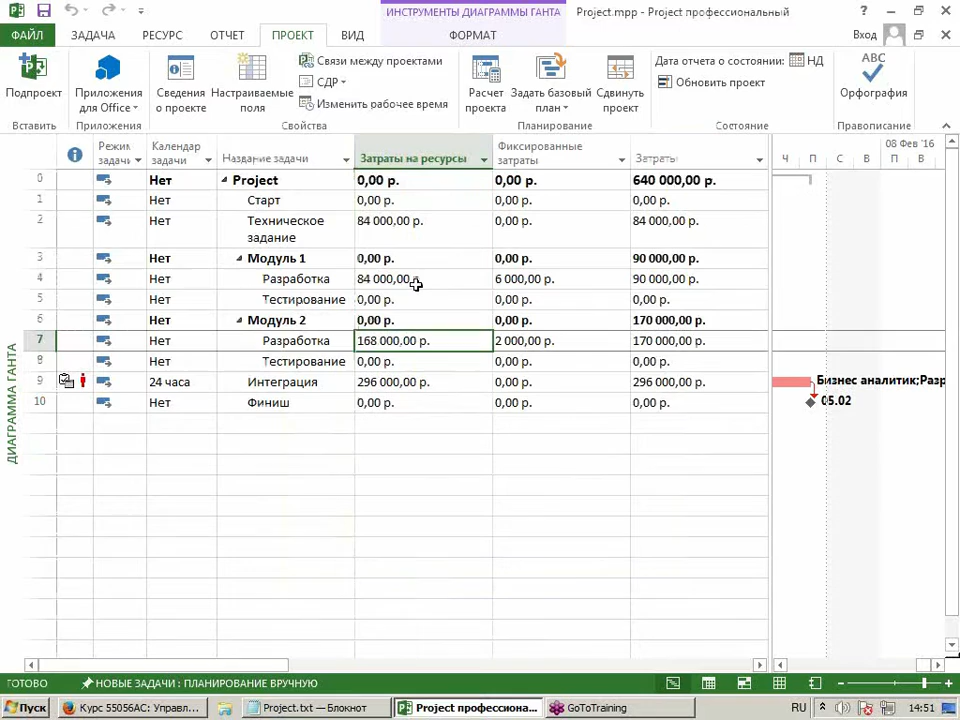 ИНСТРУМЕНТЫ ДИАГРАММЫ ГАНТА
Project.mpp - Project профессиональный
ФАЙЛ ЗАДАЧА РЕСУРС ОТЧЕТ ПРОЕКТ ВИД ФОРМАТ Вход
Подпроект
Приложения для Office
Сведения о проекте
Настраиваемые поля
Связи между проектами
СДР
Изменить рабочее время
Расчет проекта
Задать базовый план
Сдвинуть проект
Дата отчета о состоянии: НД
Обновить проект
ABC
Орфография
Вставить Приложения Свойства Планирование Состояние Правописание
Режим задачи Календарь задачи Название задачи Затраты на ресурсы Фиксированные затраты Затраты
08 Фев '16
Ч П С В П В
0 Нет Project 0,00 р. 0,00 р. 640 000,00 р.
1 Нет Старт 0,00 р. 0,00 р. 0,00 р.
2 Нет Техническое задание 84 000,00 р. 0,00 р. 84 000,00 р.
3 Нет Модуль 1 0,00 р. 0,00 р. 90 000,00 р.
4 Нет Разработка 84 000,00 р. 6 000,00 р. 90 000,00 р.
5 Нет Тестирование 0,00 р. 0,00 р. 0,00 р.
6 Нет Модуль 2 0,00 р. 0,00 р. 170 000,00 р.
7 Нет Разработка 168 000,00 р. 2 000,00 р. 170 000,00 р.
8 Нет Тестирование 0,00 р. 0,00 р. 0,00 р.
9 24 часа Интеграция 296 000,00 р. 0,00 р. 296 000,00 р. Бизнес аналитик;Разр
10 Нет Финиш 0,00 р. 0,00 р. 0,00 р. 05.02
ДИАГРАММА ГАНТА
ГОТОВО НОВЫЕ ЗАДАЧИ : ПЛАНИРОВАНИЕ ВРУЧНУЮ
Пуск Курс 55056AC: Управл... Project.txt — Блокнот Project профессиона... GoToTraining RU 14:51